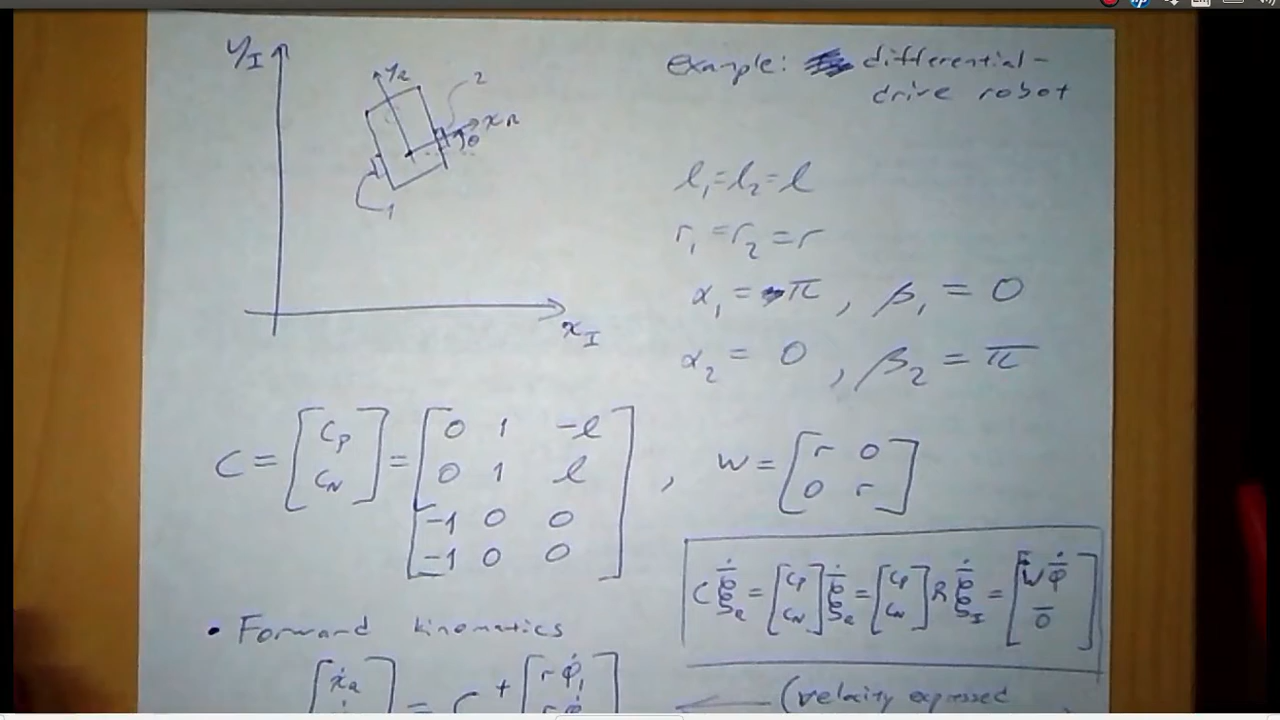 y_I
y_R
2
x_R
θ
1
x_I
Example: differential-
drive robot
l_1 = l_2 = l
r_1 = r_2 = r
α_1 = π , β_1 = 0
α_2 = 0 , β_2 = π
C = [C_P; C_N] = [0 1 -l; 0 1 l; -1 0 0; -1 0 0] , W = [r 0; 0 r]
C ξ̇_R = [C_P; C_N] ξ̇_R = [C_P; C_N] R ξ̇_I = [W φ̇; 0]
• Forward kinematics
[ẋ_R
= C^+ [r φ̇_1
(velocity expressed